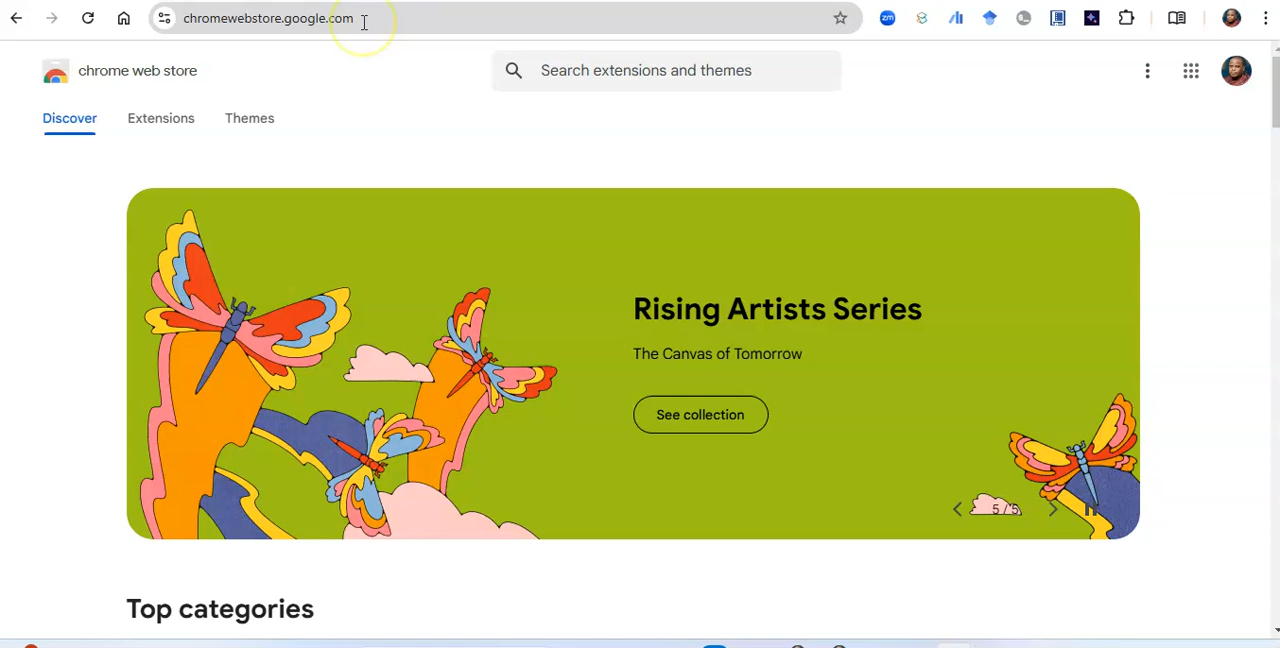 chromewebstore.google.com
zm
chrome web store
Search extensions and themes
Discover
Extensions
Themes
Rising Artists Series
The Canvas of Tomorrow
See collection
5 / 5
Top categories